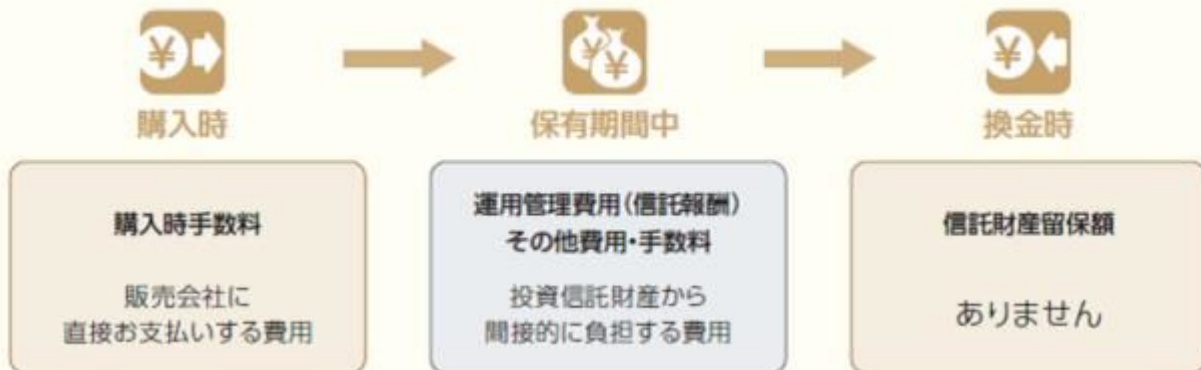 ¥
購入時
¥
¥
保有期間中
¥
換金時
購入時手数料
販売会社に
直接お支払いする費用
運用管理費用(信託報酬)
その他費用・手数料
投資信託財産から
間接的に負担する費用
信託財産留保額
ありません